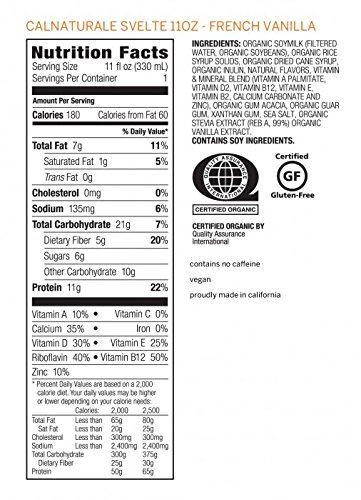 CALNATURALE SVELTE 11OZ - FRENCH VANILLA
Nutrition Facts
Serving Size 11 fl oz (330 mL)
Servings Per Container 1
Amount Per Serving
Calories 180 Calories from Fat 60
% Daily Value*
Total Fat 7g 11%
Saturated Fat 1g 5%
Trans Fat 0g
Cholesterol 0mg 0%
Sodium 135mg 6%
Total Carbohydrate 21g 7%
Dietary Fiber 5g 20%
Sugars 6g
Other Carbohydrate 10g
Protein 11g 22%
Vitamin A 10% • Vitamin C 0%
Calcium 35% • Iron 0%
Vitamin D 30% • Vitamin E 25%
Riboflavin 40% • Vitamin B12 50%
Zinc 10%
* Percent Daily Values are based on a 2,000
calorie diet. Your daily values may be higher
or lower depending on your calorie needs.
Calories: 2,000 2,500
Total Fat Less than 65g 80g
Sat Fat Less than 20g 25g
Cholesterol Less than 300mg 300mg
Sodium Less than 2,400mg 2,400mg
Total Carbohydrate 300g 375g
Dietary Fiber 25g 30g
Protein 50g 65g
INGREDIENTS: ORGANIC SOYMILK (FILTERED
WATER, ORGANIC SOYBEANS), ORGANIC RICE
SYRUP SOLIDS, ORGANIC DRIED CANE SYRUP,
ORGANIC INULIN, NATURAL FLAVORS, VITAMIN
& MINERAL BLEND (VITAMIN A PALMITATE,
VITAMIN D2, VITAMIN B12, VITAMIN E,
VITAMIN B2, CALCIUM CARBONATE AND
ZINC), ORGANIC GUM ACACIA, ORGANIC GUAR
GUM, XANTHAN GUM, SEA SALT, ORGANIC
STEVIA EXTRACT (REB A, 99%) ORGANIC
VANILLA EXTRACT.
CONTAINS SOY INGREDIENTS.
QUALITY ASSURANCE
INTERNATIONAL
CERTIFIED ORGANIC
Certified
GF
Gluten-Free
CERTIFIED ORGANIC BY
Quality Assurance
International
contains no caffeine
vegan
proudly made in california